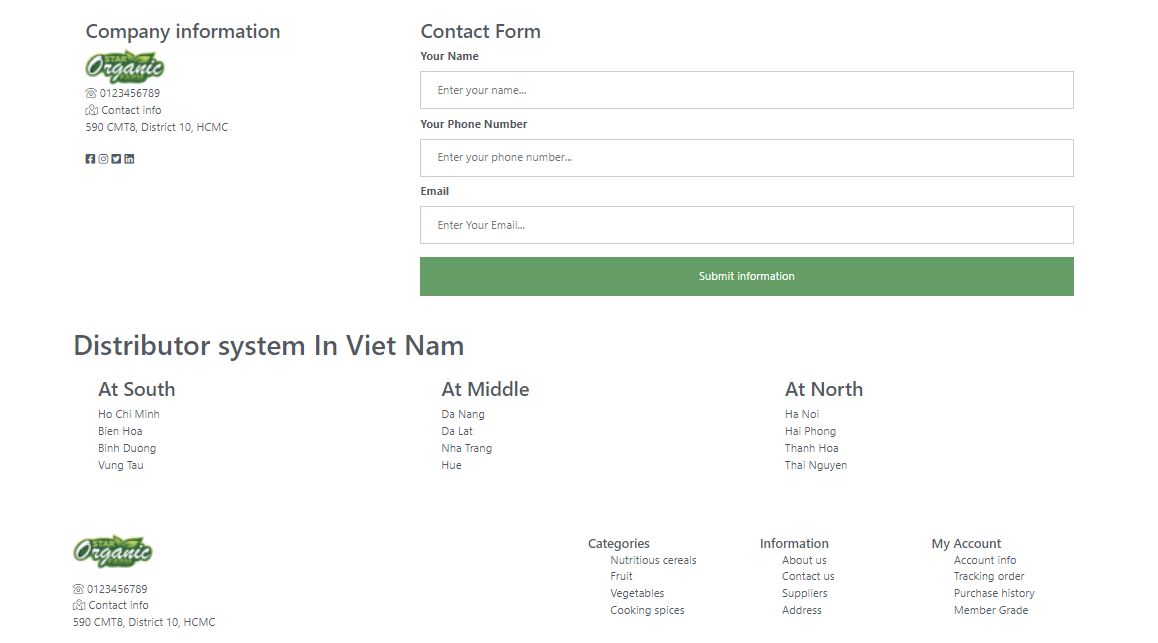 Company information
STAR
Organic
0123456789
Contact info
590 CMT8, District 10, HCMC
Contact Form
Your Name
Enter your name...
Your Phone Number
Enter your phone number...
Email
Enter Your Email...
Submit information
Distributor system In Viet Nam
At South
Ho Chi Minh
Bien Hoa
Binh Duong
Vung Tau
At Middle
Da Nang
Da Lat
Nha Trang
Hue
At North
Ha Noi
Hai Phong
Thanh Hoa
Thai Nguyen
STAR
Organic
0123456789
Contact info
590 CMT8, District 10, HCMC
Categories
Nutritious cereals
Fruit
Vegetables
Cooking spices
Information
About us
Contact us
Suppliers
Address
My Account
Account info
Tracking order
Purchase history
Member Grade